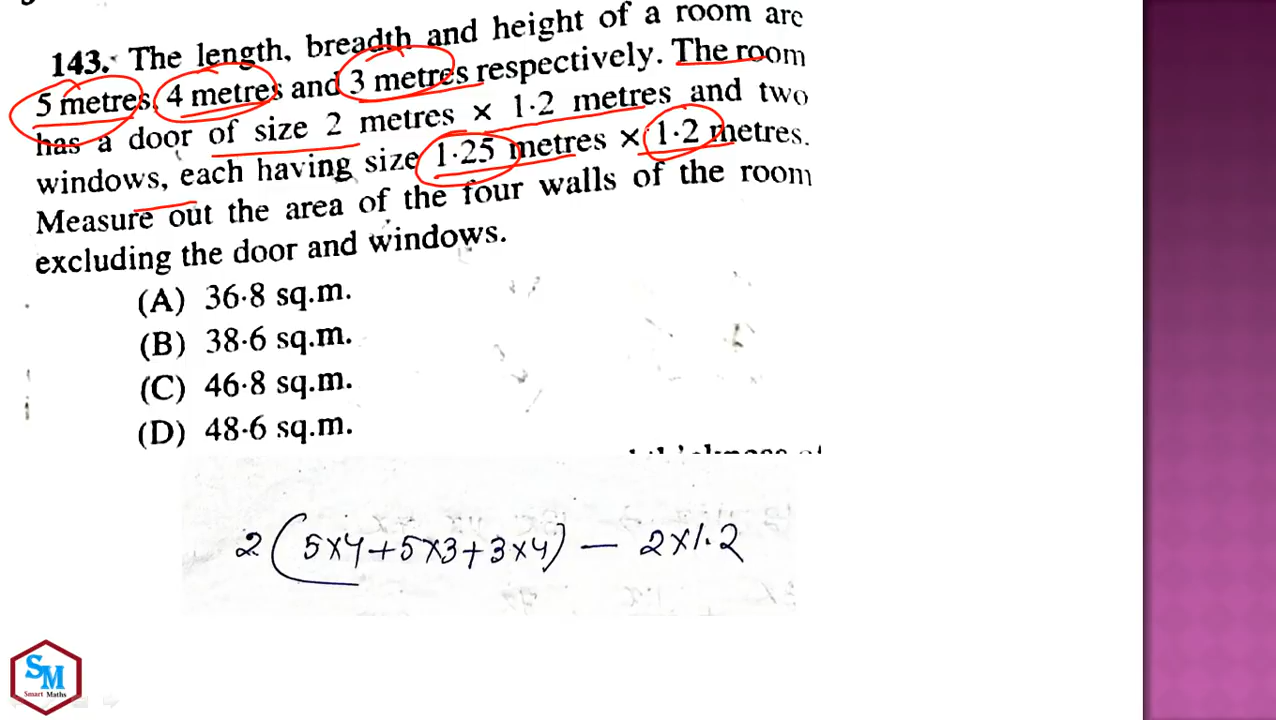 143. The length, breadth and height of a room are
5 metres, 4 metres and 3 metres respectively. The room
has a door of size 2 metres × 1·2 metres and two
windows, each having size 1·25 metres × 1·2 metres.
Measure out the area of the four walls of the room
excluding the door and windows.
(A) 36·8 sq.m.
(B) 38·6 sq.m.
(C) 46·8 sq.m.
(D) 48·6 sq.m.
2(5×4+5×3+3×4) — 2×1.2
SM
Smart Maths